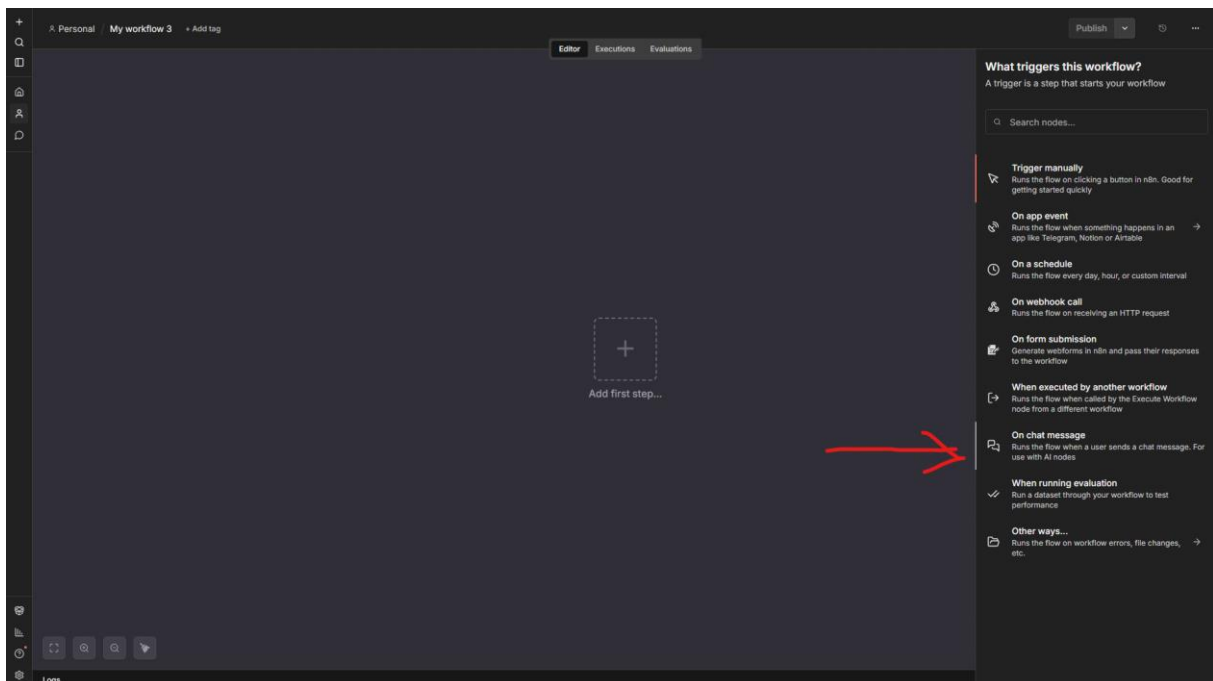 Personal / My workflow 3 + Add tag
Publish
Editor Executions Evaluations
What triggers this workflow?
A trigger is a step that starts your workflow
Search nodes...
Trigger manually
Runs the flow on clicking a button in n8n. Good for
getting started quickly
On app event
Runs the flow when something happens in an
app like Telegram, Notion or Airtable
On a schedule
Runs the flow every day, hour, or custom interval
On webhook call
Runs the flow on receiving an HTTP request
On form submission
Generate webforms in n8n and pass their responses
to the workflow
When executed by another workflow
Runs the flow when called by the Execute Workflow
node from a different workflow
On chat message
Runs the flow when a user sends a chat message. For
use with AI nodes
When running evaluation
Run a dataset through your workflow to test
performance
Other ways...
Runs the flow on workflow errors, file changes,
etc.
Add first step...
Logs